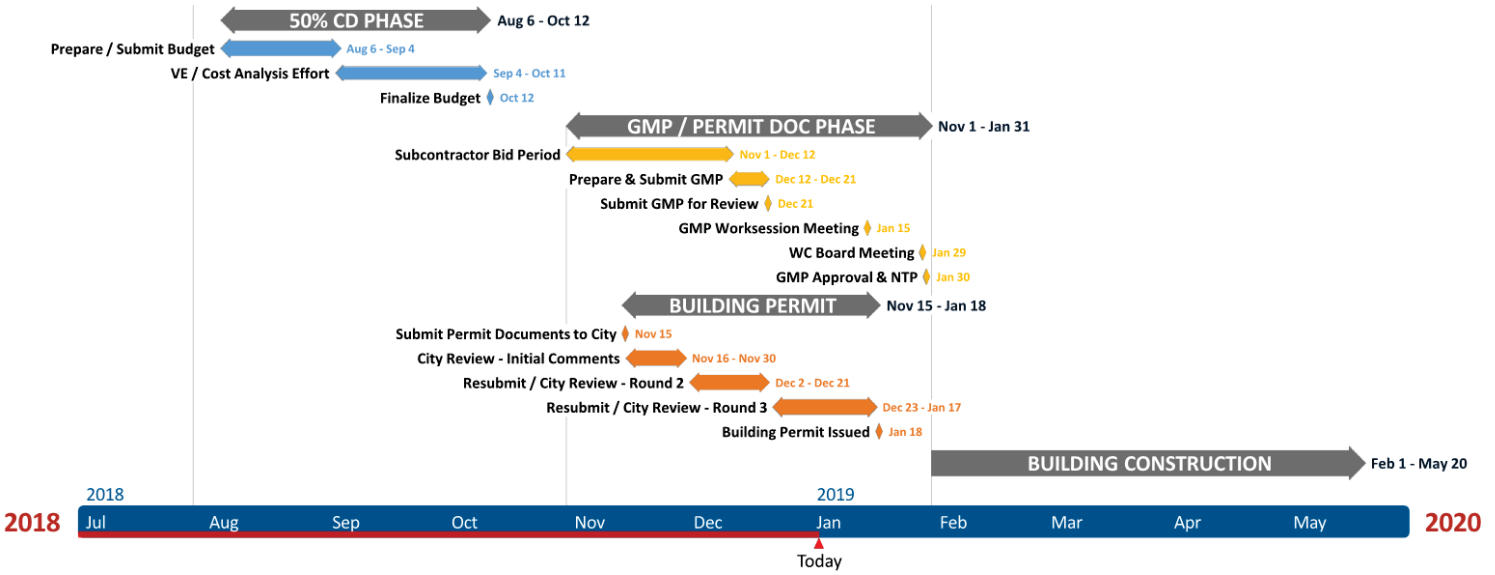 50% CD PHASE Aug 6 - Oct 12
Prepare / Submit Budget Aug 6 - Sep 4
VE / Cost Analysis Effort Sep 4 - Oct 11
Finalize Budget Oct 12
GMP / PERMIT DOC PHASE Nov 1 - Jan 31
Subcontractor Bid Period Nov 1 - Dec 12
Prepare & Submit GMP Dec 12 - Dec 21
Submit GMP for Review Dec 21
GMP Worksession Meeting Jan 15
WC Board Meeting Jan 29
GMP Approval & NTP Jan 30
BUILDING PERMIT Nov 15 - Jan 18
Submit Permit Documents to City Nov 15
City Review - Initial Comments Nov 16 - Nov 30
Resubmit / City Review - Round 2 Dec 2 - Dec 21
Resubmit / City Review - Round 3 Dec 23 - Jan 17
Building Permit Issued Jan 18
BUILDING CONSTRUCTION Feb 1 - May 20
2018 2019
2018 Jul Aug Sep Oct Nov Dec Jan Feb Mar Apr May 2020
Today